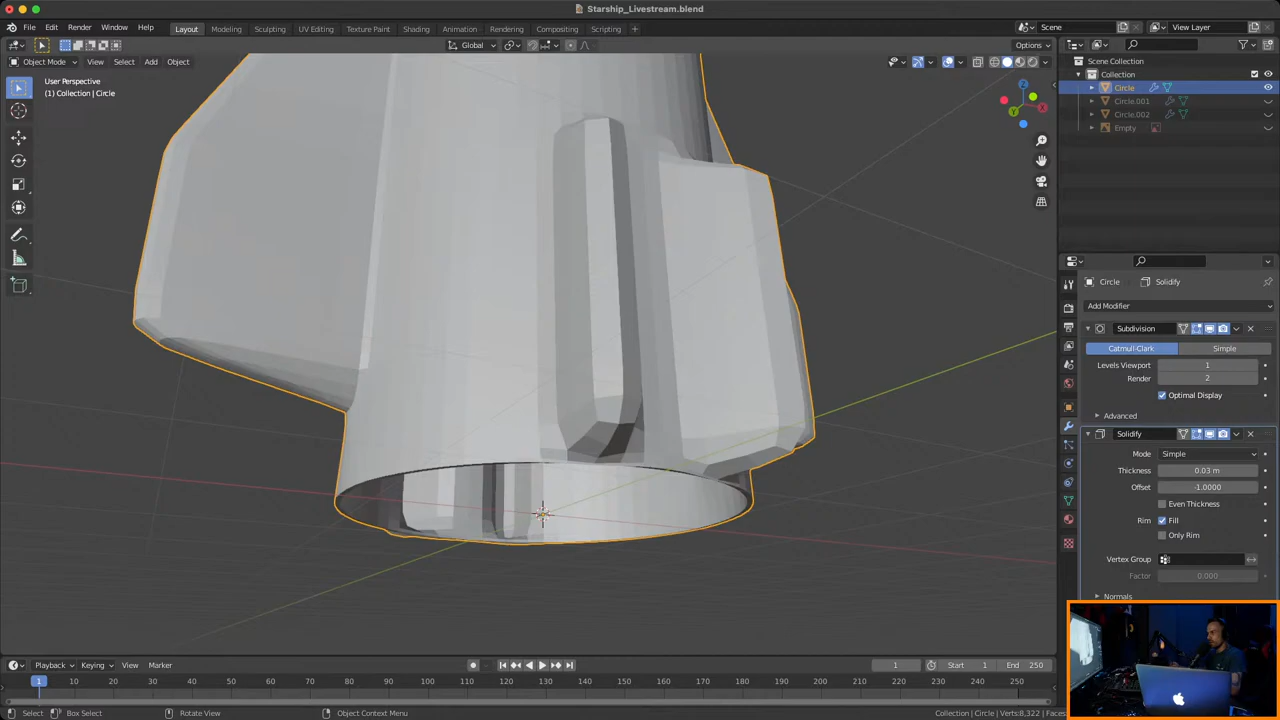 Starship_Livestream.blend
File Edit Render Window Help Layout Modeling Sculpting UV Editing Texture Paint Shading Animation Rendering Compositing Scripting + Scene View Layer
Global Options
Object Mode View Select Add Object
User Perspective
(1) Collection | Circle
Scene Collection
Collection
Circle
Circle.001
Circle.002
Empty
Circle Solidify
Add Modifier
Subdivision
Catmull-Clark Simple
Levels Viewport 1
Render 2
Optimal Display
Advanced
Solidify
Mode Simple
Thickness 0.03 m
Offset -1.0000
Even Thickness
Rim Fill
Only Rim
Vertex Group
Factor 0.000
Normals
Playback Keying View Marker 1 Start 1 End 250
1 10 20 30 40 50 60 70 80 90 100 110 120 130 140 150 160 170 180 190 200 210 220 230 240 250
Select Box Select Rotate View Object Context Menu Collection | Circle | Verts:8,322 | Faces